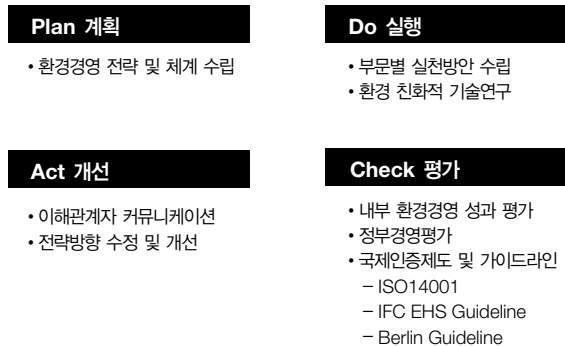 Plan 계획
• 환경경영 전략 및 체계 수립
Do 실행
• 부문별 실천방안 수립
• 환경 친화적 기술연구
Act 개선
• 이해관계자 커뮤니케이션
• 전략방향 수정 및 개선
Check 평가
• 내부 환경경영 성과 평가
• 정부경영평가
• 국제인증제도 및 가이드라인
– ISO14001
– IFC EHS Guideline
– Berlin Guideline